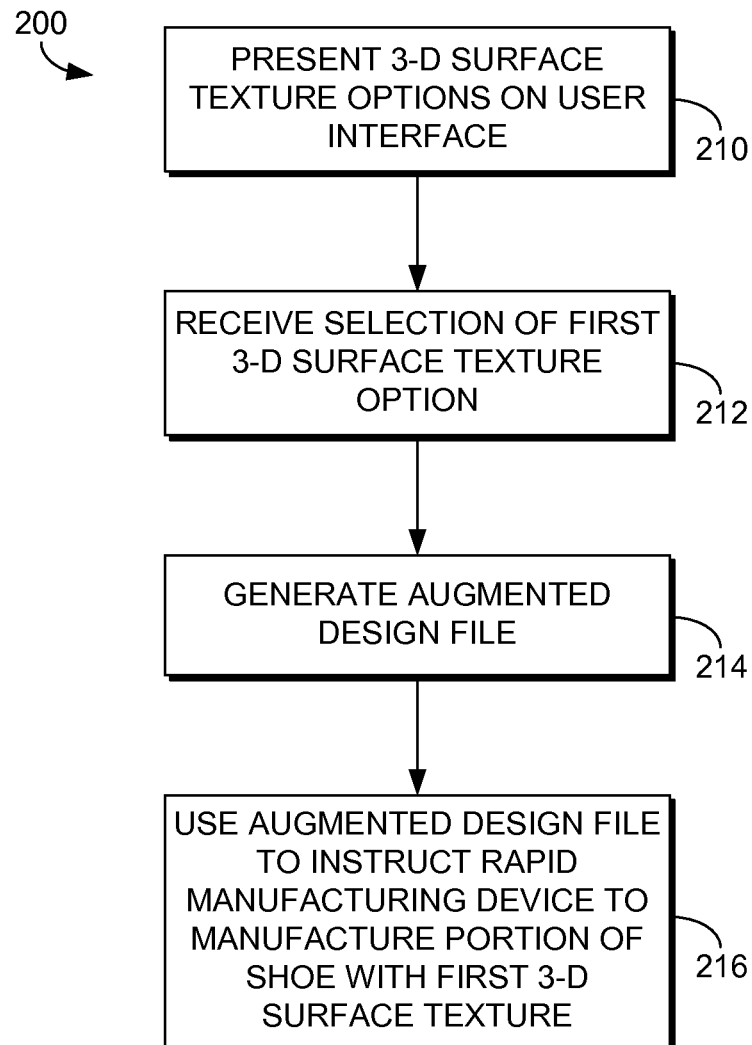 200
PRESENT 3-D SURFACE
TEXTURE OPTIONS ON USER
INTERFACE
210
RECEIVE SELECTION OF FIRST
3-D SURFACE TEXTURE
OPTION
212
GENERATE AUGMENTED
DESIGN FILE
214
USE AUGMENTED DESIGN FILE
TO INSTRUCT RAPID
MANUFACTURING DEVICE TO
MANUFACTURE PORTION OF
SHOE WITH FIRST 3-D
SURFACE TEXTURE
216